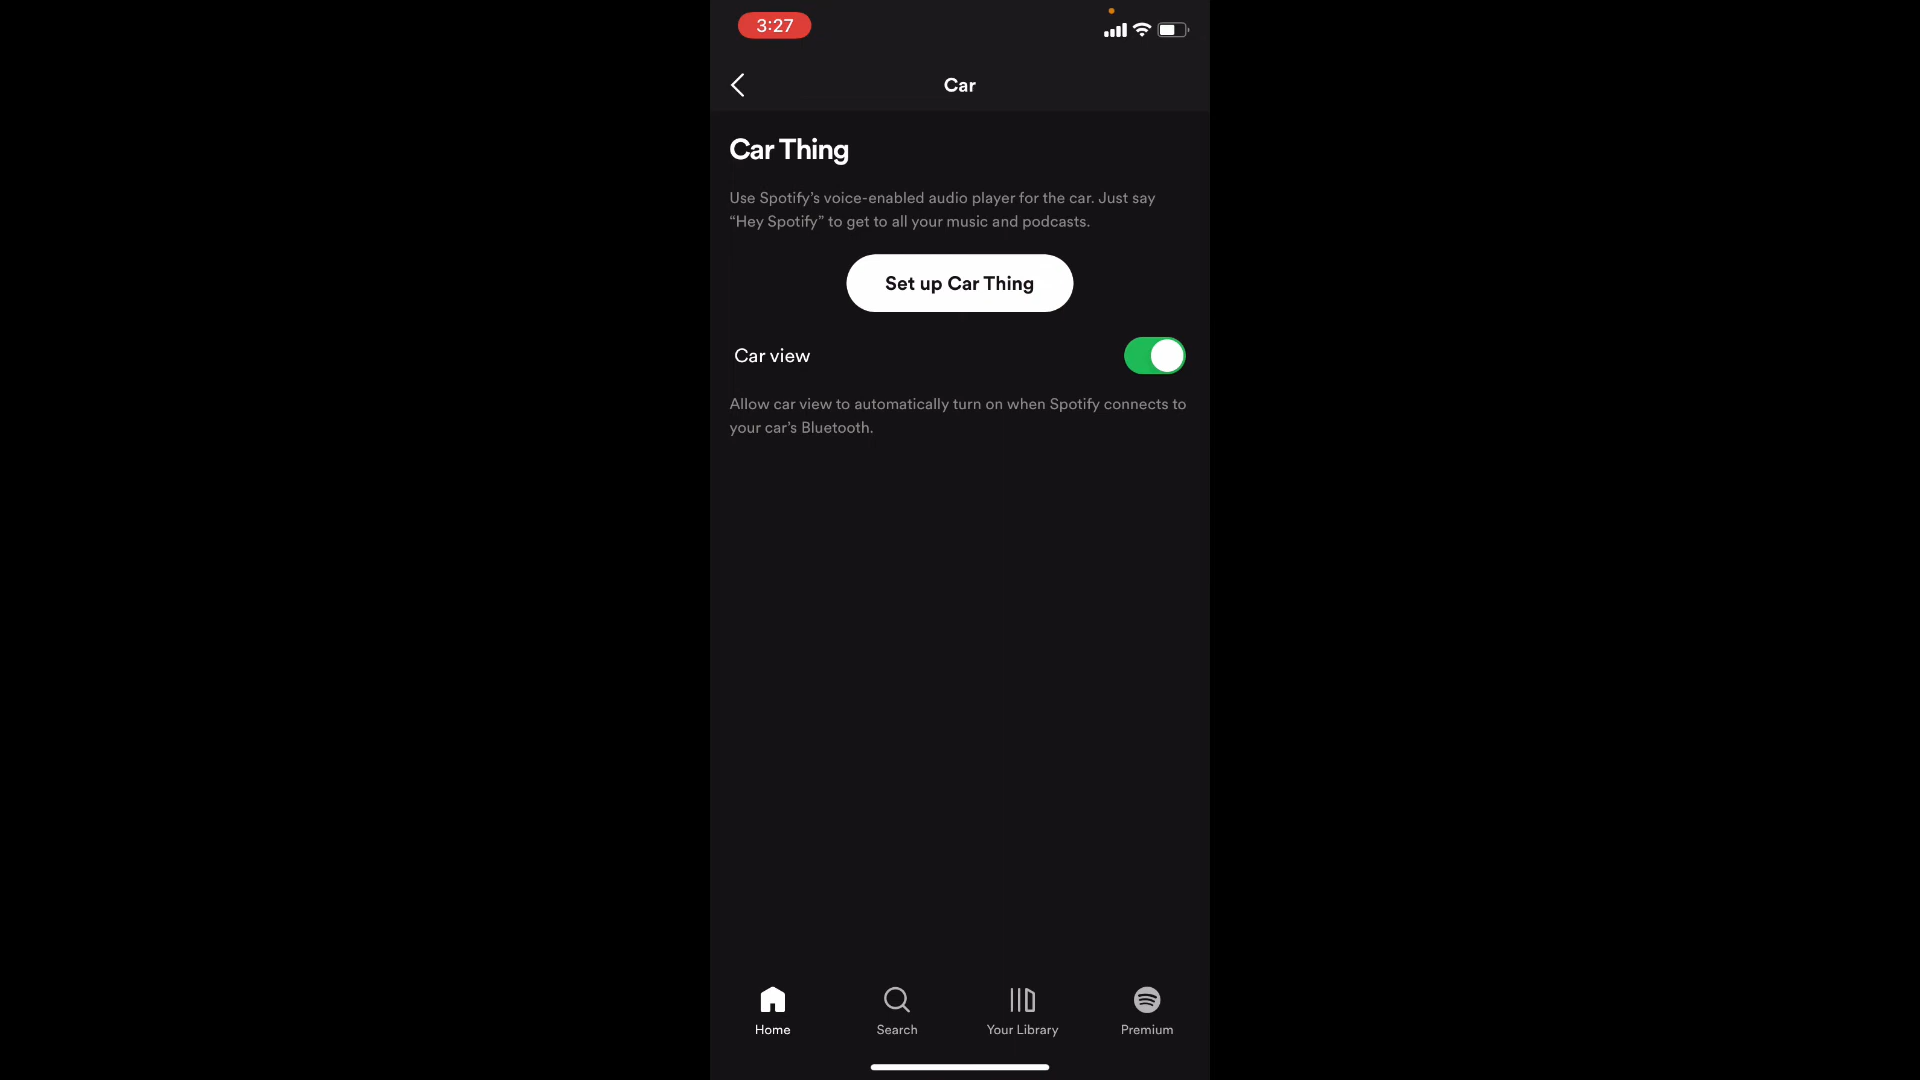 3:27
Car
Car Thing
Use Spotify’s voice-enabled audio player for the car. Just say
“Hey Spotify” to get to all your music and podcasts.
Set up Car Thing
Car view
Allow car view to automatically turn on when Spotify connects to
your car’s Bluetooth.
Home
Search
Your Library
Premium